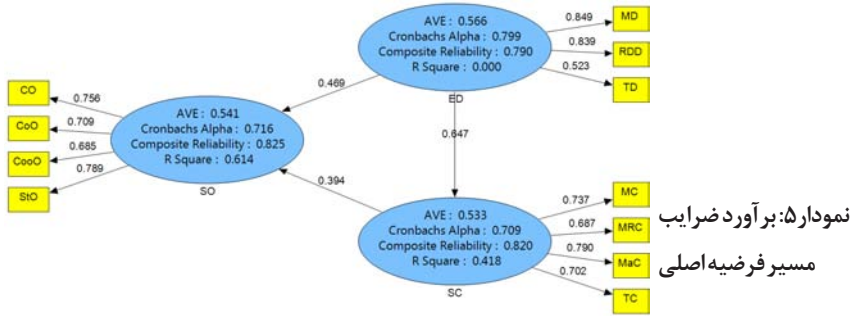 AVE : 0.566
Cronbachs Alpha : 0.799
Composite Reliability : 0.790
R Square : 0.000
ED
0.849
MD
0.839
RDD
0.523
TD
0.469
0.647
CO
0.756
CoO
0.709
CooO
0.685
StO
0.789
AVE : 0.541
Cronbachs Alpha : 0.716
Composite Reliability : 0.825
R Square : 0.614
SO
0.394
AVE : 0.533
Cronbachs Alpha : 0.709
Composite Reliability : 0.820
R Square : 0.418
SC
0.737
MC
0.687
MRC
0.790
MaC
0.702
TC
نمودار۵: برآورد ضرایب
مسیر فرضیه اصلی